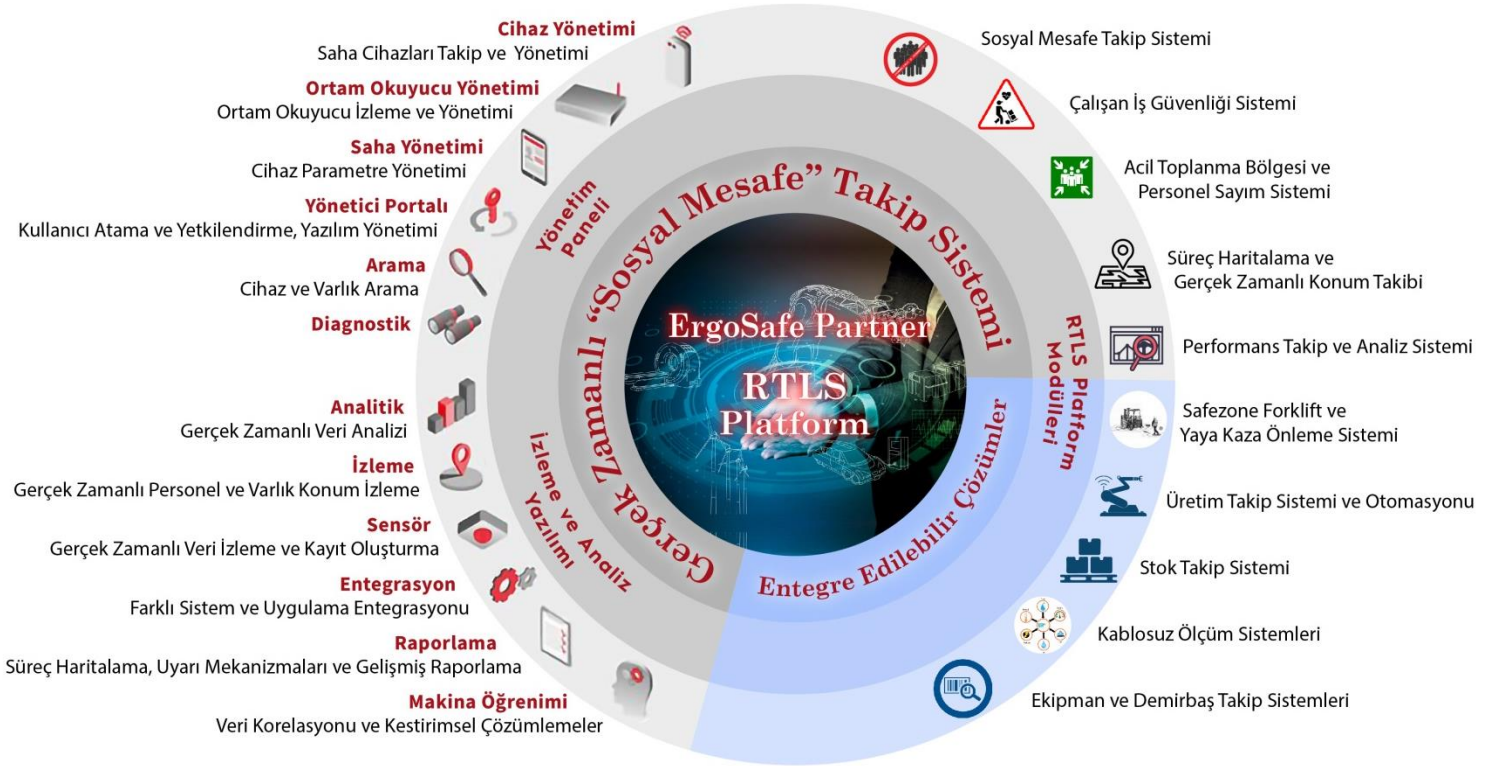 Cihaz Yönetimi
Saha Cihazları Takip ve Yönetimi
Ortam Okuyucu Yönetimi
Ortam Okuyucu İzleme ve Yönetimi
Saha Yönetimi
Cihaz Parametre Yönetimi
Yönetici Portalı
Kullanıcı Atama ve Yetkilendirme, Yazılım Yönetimi
Arama
Cihaz ve Varlık Arama
Diagnostik
Analitik
Gerçek Zamanlı Veri Analizi
İzleme
Gerçek Zamanlı Personel ve Varlık Konum İzleme
Sensör
Gerçek Zamanlı Veri İzleme ve Kayıt Oluşturma
Entegrasyon
Farklı Sistem ve Uygulama Entegrasyonu
Raporlama
Süreç Haritalama, Uyarı Mekanizmaları ve Gelişmiş Raporlama
Makina Öğrenimi
Veri Korelasyonu ve Kestirimsel Çözümlemeler
Yönetim
Paneli
İzleme ve Analiz
Yazılımı
Gerçek Zamanlı “Sosyal Mesafe” Takip Sistemi
ErgoSafe Partner
RTLS
Platform
Entegre Edilebilir Çözümler
RTLS Platform
Modülleri
Sosyal Mesafe Takip Sistemi
Çalışan İş Güvenliği Sistemi
Acil Toplanma Bölgesi ve
Personel Sayım Sistemi
Süreç Haritalama ve
Gerçek Zamanlı Konum Takibi
Performans Takip ve Analiz Sistemi
Safezone Forklift ve
Yaya Kaza Önleme Sistemi
Üretim Takip Sistemi ve Otomasyonu
Stok Takip Sistemi
Kablosuz Ölçüm Sistemleri
Ekipman ve Demirbaş Takip Sistemleri